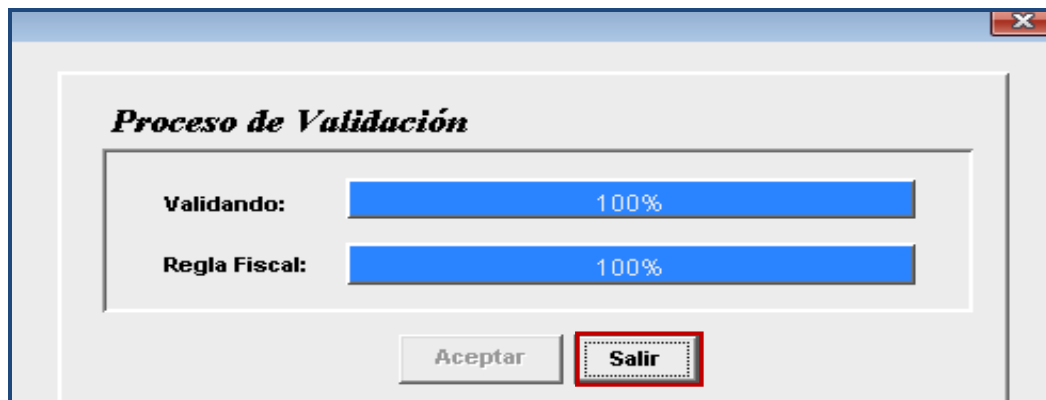 Proceso de Validación
Validando: 100%
Regla Fiscal: 100%
Aceptar Salir